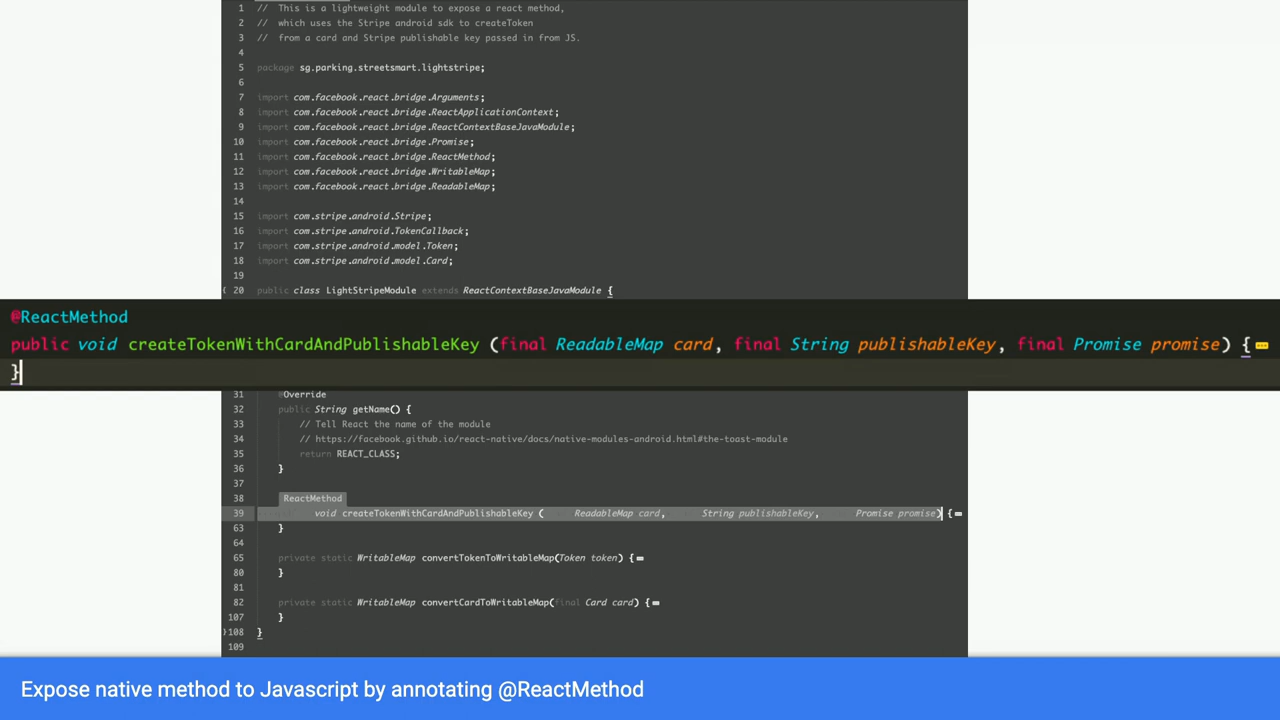 1 // This is a lightweight module to expose a react method,
2 // which uses the Stripe android sdk to createToken
3 // from a card and Stripe publishable key passed in from JS.
4
5 package sg.parking.streetsmart.lightstripe;
6
7 import com.facebook.react.bridge.Arguments;
8 import com.facebook.react.bridge.ReactApplicationContext;
9 import com.facebook.react.bridge.ReactContextBaseJavaModule;
10 import com.facebook.react.bridge.Promise;
11 import com.facebook.react.bridge.ReactMethod;
12 import com.facebook.react.bridge.WritableMap;
13 import com.facebook.react.bridge.ReadableMap;
14
15 import com.stripe.android.Stripe;
16 import com.stripe.android.TokenCallback;
17 import com.stripe.android.model.Token;
18 import com.stripe.android.model.Card;
19
20 public class LightStripeModule extends ReactContextBaseJavaModule {
@ReactMethod
public void createTokenWithCardAndPublishableKey (final ReadableMap card, final String publishableKey, final Promise promise) {
}
31 @Override
32 public String getName() {
33 // Tell React the name of the module
34 // https://facebook.github.io/react-native/docs/native-modules-android.html#the-toast-module
35 return REACT_CLASS;
36 }
37
38 ReactMethod
39 void createTokenWithCardAndPublishableKey ( ReadableMap card, String publishableKey, Promise promise) {
63 }
64
65 private static WritableMap convertTokenToWritableMap(Token token) {
80 }
81
82 private static WritableMap convertCardToWritableMap(final Card card) {
107 }
108 }
109
Expose native method to Javascript by annotating @ReactMethod